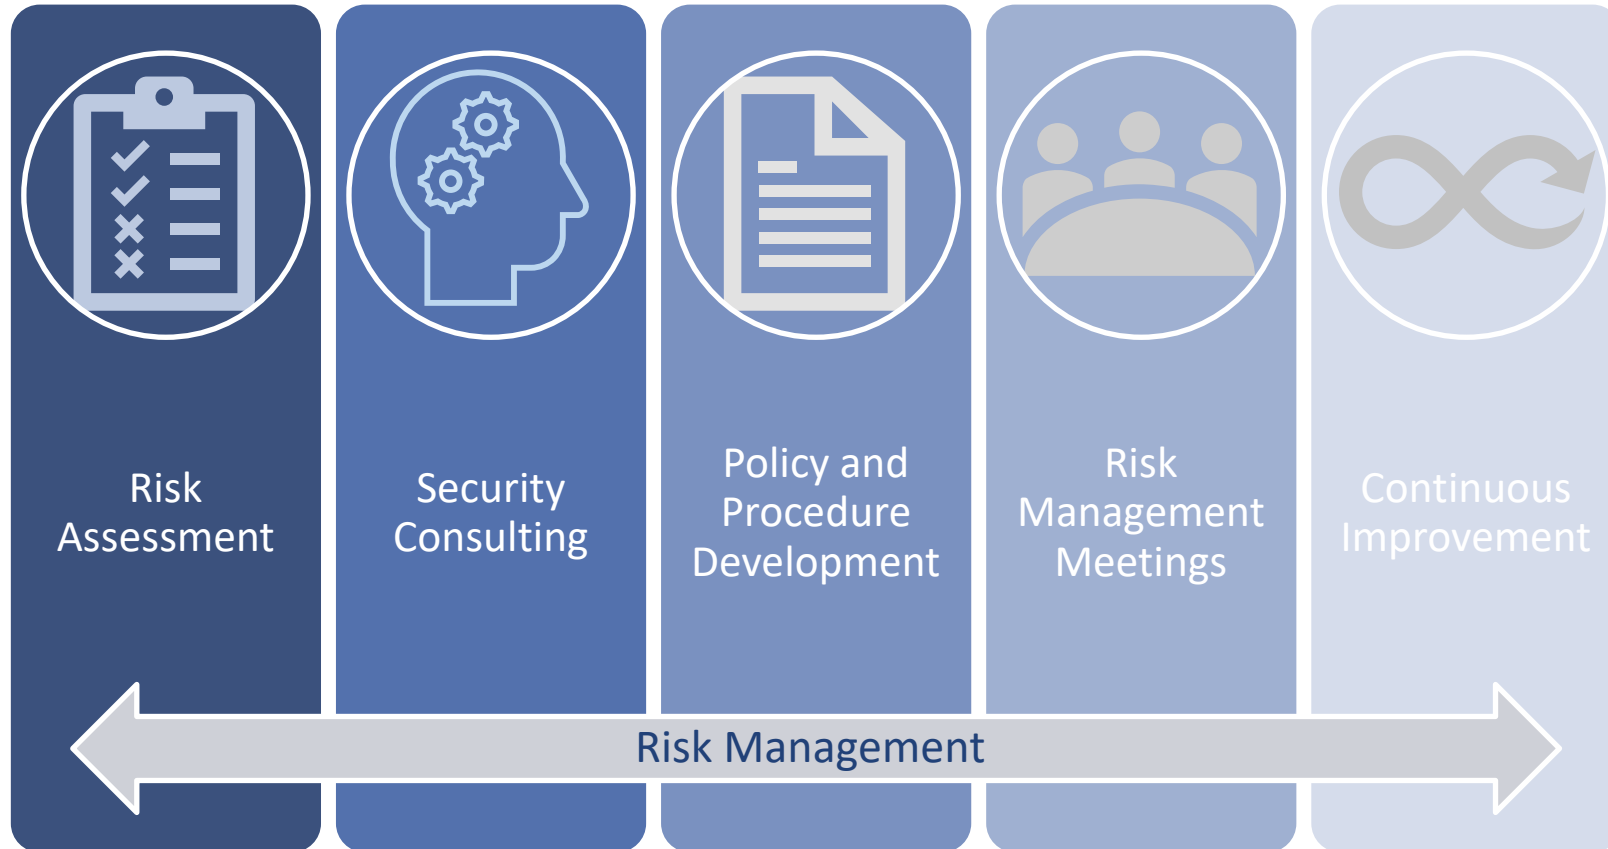 Risk
Assessment
Security
Consulting
Policy and
Procedure
Development
Risk
Management
Meetings
Continuous
Improvement
Risk Management